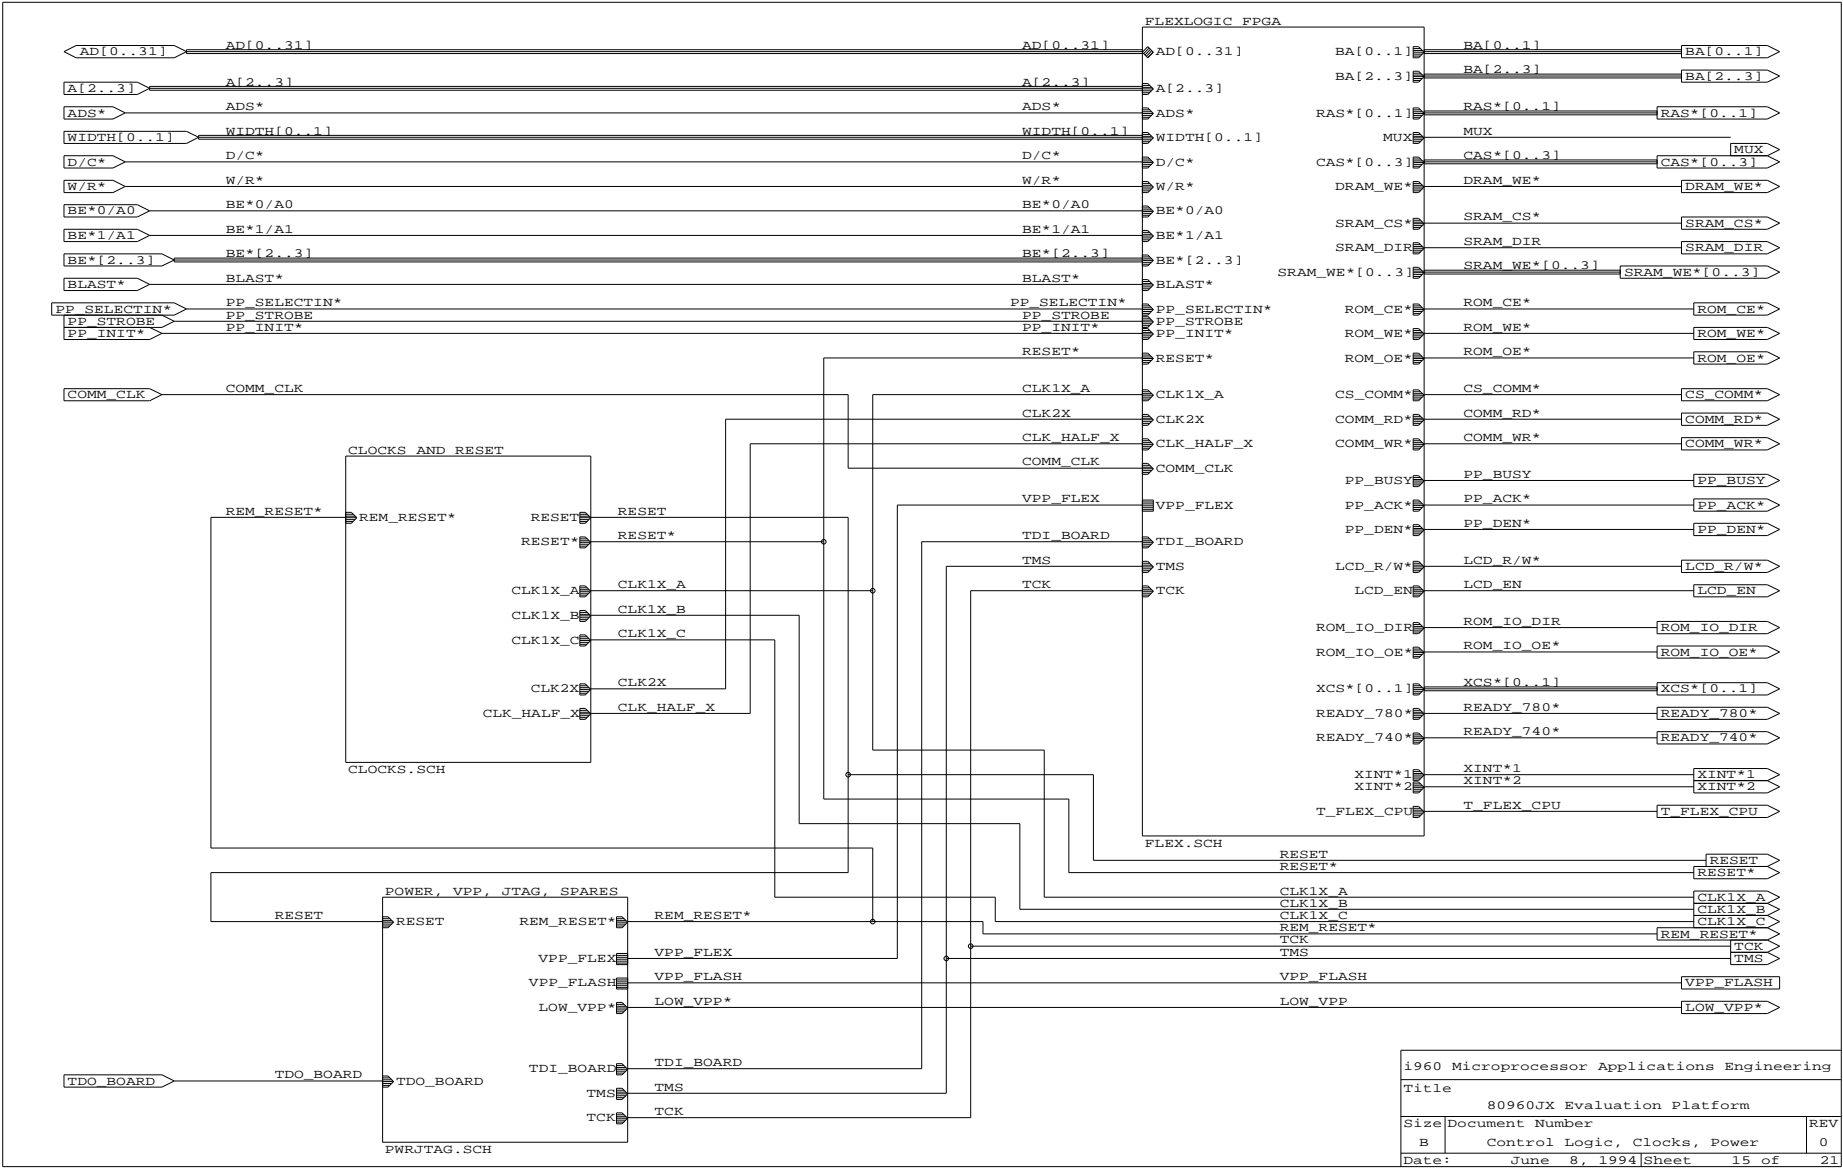 FLEXLOGIC FPGA
AD[0..31] AD[0..31] AD[0..31] AD[0..31] BA[0..1] BA[0..1] BA[0..1]
BA[2..3] BA[2..3] BA[2..3]
A[2..3] A[2..3] A[2..3] A[2..3]
ADS* ADS* ADS* ADS* RAS*[0..1] RAS*[0..1] RAS*[0..1]
WIDTH[0..1] WIDTH[0..1] WIDTH[0..1] WIDTH[0..1] MUX MUX
MUX
D/C* D/C* D/C* D/C* CAS*[0..3] CAS*[0..3] CAS*[0..3]
W/R* W/R* W/R* W/R* DRAM_WE* DRAM_WE* DRAM_WE*
BE*0/A0 BE*0/A0 BE*0/A0 BE*0/A0
SRAM_CS* SRAM_CS* SRAM_CS*
BE*1/A1 BE*1/A1 BE*1/A1 BE*1/A1
SRAM_DIR SRAM_DIR SRAM_DIR
BE*[2..3] BE*[2..3] BE*[2..3] BE*[2..3]
SRAM_WE*[0..3] SRAM_WE*[0..3] SRAM_WE*[0..3]
BLAST* BLAST* BLAST* BLAST*
PP_SELECTIN* PP_SELECTIN* PP_SELECTIN* PP_SELECTIN* ROM_CE* ROM_CE* ROM_CE*
PP_STROBE PP_STROBE PP_STROBE PP_STROBE
PP_INIT* PP_INIT* PP_INIT* PP_INIT* ROM_WE* ROM_WE* ROM_WE*
RESET* RESET* ROM_OE* ROM_OE* ROM_OE*
COMM_CLK COMM_CLK CLK1X_A CLK1X_A CS_COMM* CS_COMM* CS_COMM*
CLK2X CLK2X COMM_RD* COMM_RD* COMM_RD*
CLK_HALF_X CLK_HALF_X COMM_WR* COMM_WR* COMM_WR*
CLOCKS AND RESET
COMM_CLK COMM_CLK
PP_BUSY PP_BUSY PP_BUSY
VPP_FLEX VPP_FLEX PP_ACK* PP_ACK* PP_ACK*
REM_RESET* REM_RESET* RESET RESET
PP_DEN* PP_DEN* PP_DEN*
RESET* RESET* TDI_BOARD TDI_BOARD
TMS TMS LCD_R/W* LCD_R/W* LCD_R/W*
CLK1X_A CLK1X_A TCK TCK LCD_EN LCD_EN LCD_EN
CLK1X_B CLK1X_B
ROM_IO_DIR ROM_IO_DIR ROM_IO_DIR
CLK1X_C CLK1X_C
ROM_IO_OE* ROM_IO_OE* ROM_IO_OE*
CLK2X CLK2X XCS*[0..1] XCS*[0..1] XCS*[0..1]
CLK_HALF_X CLK_HALF_X READY_780* READY_780* READY_780*
READY_740* READY_740* READY_740*
CLOCKS.SCH
XINT*1 XINT*1 XINT*1
XINT*2 XINT*2 XINT*2
T_FLEX_CPU T_FLEX_CPU T_FLEX_CPU
FLEX.SCH
RESET RESET
RESET* RESET*
POWER, VPP, JTAG, SPARES
CLK1X_A CLK1X_A
CLK1X_B CLK1X_B
RESET RESET REM_RESET* REM_RESET* CLK1X_C CLK1X_C
REM_RESET* REM_RESET*
TCK TCK
VPP_FLEX VPP_FLEX TMS TMS
VPP_FLASH VPP_FLASH VPP_FLASH VPP_FLASH
LOW_VPP* LOW_VPP* LOW_VPP LOW_VPP*
TDI_BOARD TDI_BOARD
TDO_BOARD TDO_BOARD TDO_BOARD
TMS TMS
TCK TCK
PWRJTAG.SCH
i960 Microprocessor Applications Engineering
Title
80960JX Evaluation Platform
Size Document Number REV
B Control Logic, Clocks, Power 0
Date: June 8, 1994 Sheet 15 of 21